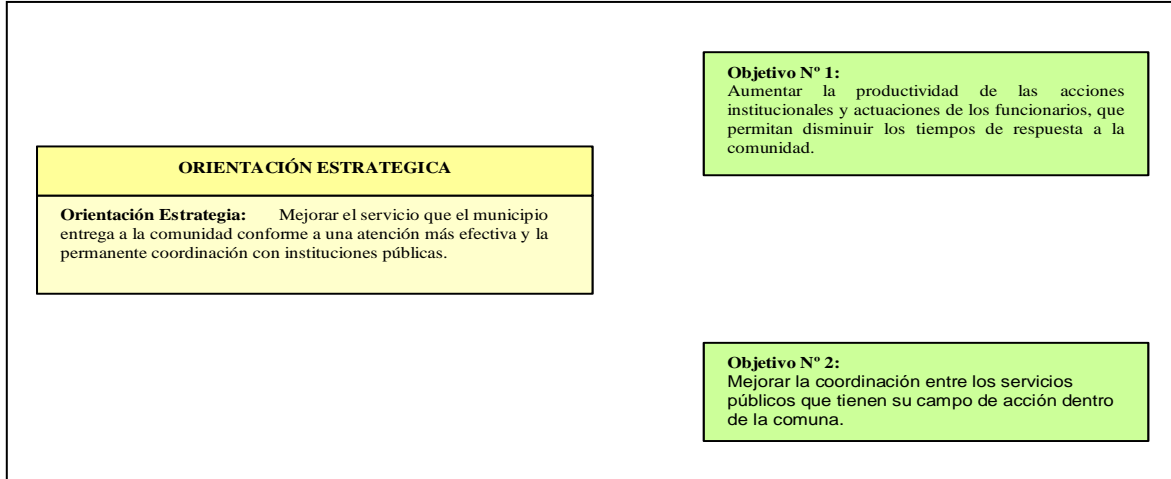 ORIENTACIÓN ESTRATEGICA
Orientación Estrategia: Mejorar el servicio que el municipio
entrega a la comunidad conforme a una atención más efectiva y la
permanente coordinación con instituciones públicas.
Objetivo Nº 1:
Aumentar la productividad de las acciones
institucionales y actuaciones de los funcionarios, que
permitan disminuir los tiempos de respuesta a la
comunidad.
Objetivo Nº 2:
Mejorar la coordinación entre los servicios
públicos que tienen su campo de acción dentro
de la comuna.